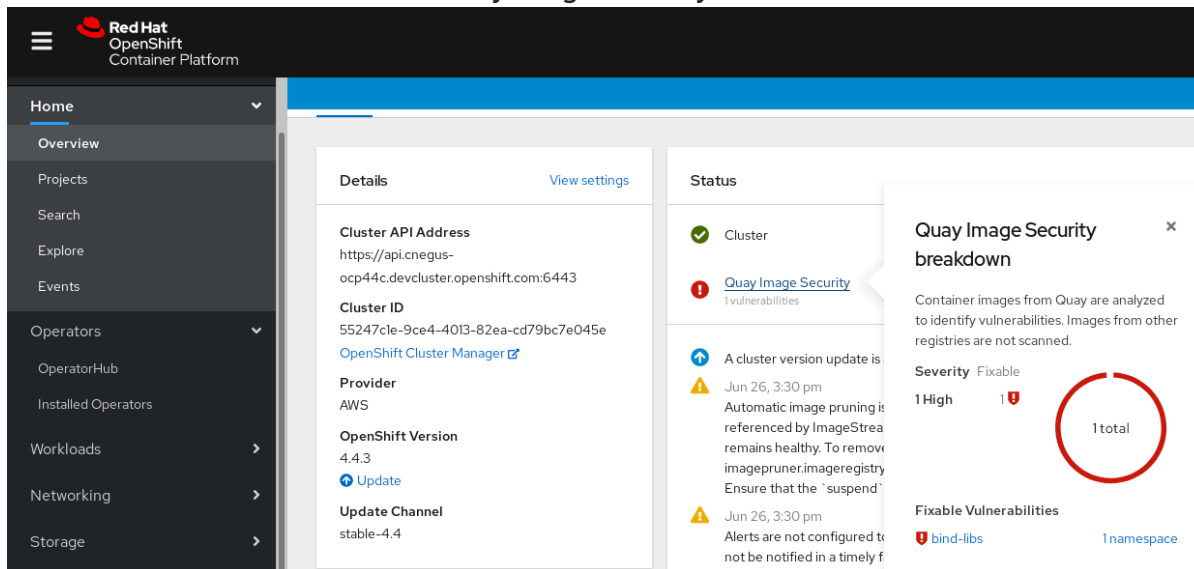 Red Hat
OpenShift
Container Platform
Home
Overview
Projects
Search
Explore
Events
Operators
OperatorHub
Installed Operators
Workloads
Networking
Storage
Details
View settings
Cluster API Address
https://api.cnegus-
ocp44c.devcluster.openshift.com:6443
Cluster ID
55247c1e-9ce4-4013-82ea-cd79bc7e045e
OpenShift Cluster Manager
Provider
AWS
OpenShift Version
4.4.3
Update
Update Channel
stable-4.4
Status
Cluster
Quay Image Security
1 vulnerabilities
A cluster version update is
Jun 26, 3:30 pm
Automatic image pruning is
referenced by ImageStrea
remains healthy. To remove
imagepruner.imageregistry
Ensure that the `suspend`
Jun 26, 3:30 pm
Alerts are not configured to
not be notified in a timely f
Quay Image Security
breakdown
Container images from Quay are analyzed
to identify vulnerabilities. Images from other
registries are not scanned.
Severity Fixable
1 High 1
1 total
Fixable Vulnerabilities
bind-libs 1 namespace